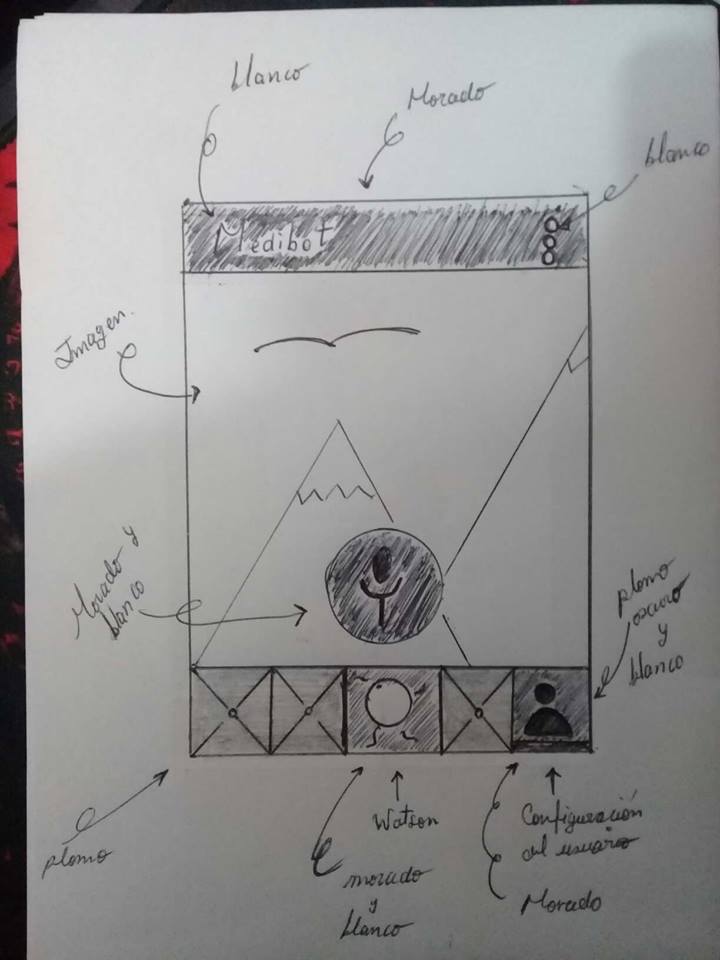 blanco
Morado
blanco
Medibot
Imagen.
Morado y
blanco
plomo
oscuro
y
blanco
plomo
Watson
morado
y
blanco
Configuración
del usuario
Morado